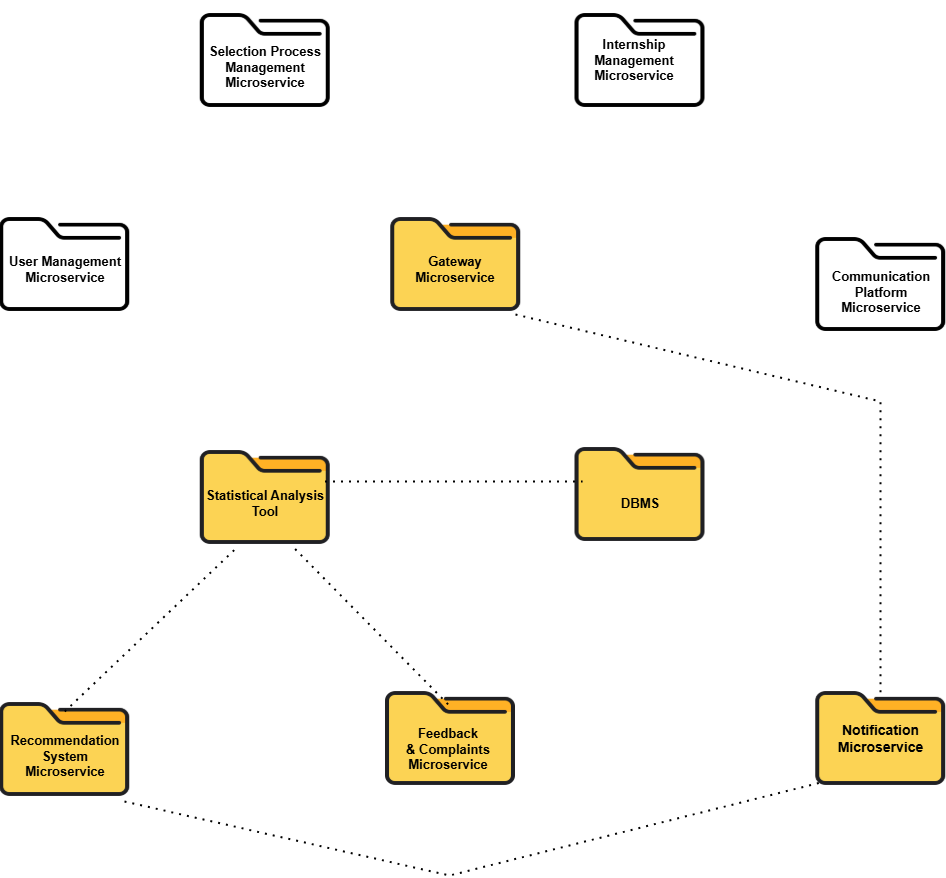 Selection Process
Management
Microservice
Internship
Management
Microservice
User Management
Microservice
Gateway
Microservice
Communication
Platform
Microservice
Statistical Analysis
Tool
DBMS
Recommendation
System
Microservice
Feedback
& Complaints
Microservice
Notification
Microservice